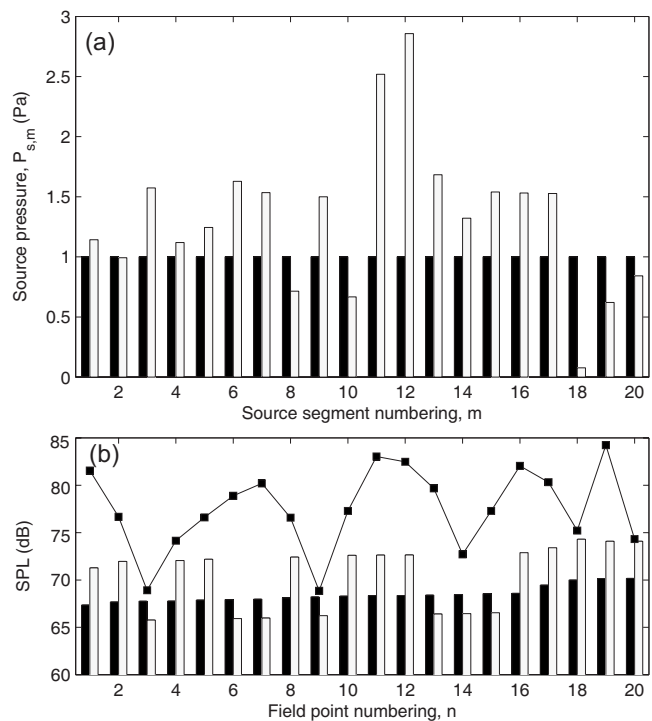 (a)
3
2.5
2
1.5
1
0.5
0
Source pressure, P_{s,m} (Pa)
2 4 6 8 10 12 14 16 18 20
Source segment numbering, m
(b)
85
80
75
70
65
60
SPL (dB)
2 4 6 8 10 12 14 16 18 20
Field point numbering, n